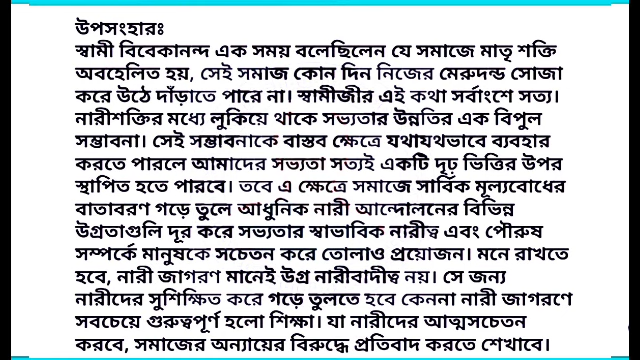 উপসংহারঃ
স্বামী বিবেকানন্দ এক সময় বলেছিলেন যে সমাজে মাতৃ শক্তি
অবহেলিত হয়, সেই সমাজ কোন দিন নিজের মেরুদন্ড সোজা
করে উঠে দাঁড়াতে পারে না। স্বামীজীর এই কথা সর্বাংশে সত্য।
নারীশক্তির মধ্যে লুকিয়ে থাকে সভ্যতার উন্নতির এক বিপুল
সম্ভাবনা। সেই সম্ভাবনাকে বাস্তব ক্ষেত্রে যথাযথভাবে ব্যবহার
করতে পারলে আমাদের সভ্যতা সত্যই একটি দৃঢ় ভিত্তির উপর
স্থাপিত হতে পারবে। তবে এ ক্ষেত্রে সমাজে সার্বিক মূল্যবোধের
বাতাবরণ গড়ে তুলে আধুনিক নারী আন্দোলনের বিভিন্ন
উগ্রতাগুলি দূর করে সভ্যতার স্বাভাবিক নারীত্ব এবং পৌরুষ
সম্পর্কে মানুষকে সচেতন করে তোলাও প্রয়োজন। মনে রাখতে
হবে, নারী জাগরণ মানেই উগ্র নারীবাদীত্ব নয়। সে জন্য
নারীদের সুশিক্ষিত করে গড়ে তুলতে হবে কেননা নারী জাগরণে
সবচেয়ে গুরুত্বপূর্ণ হলো শিক্ষা। যা নারীদের আত্মসচেতন
করবে, সমাজের অন্যায়ের বিরুদ্ধে প্রতিবাদ করতে শেখাবে।